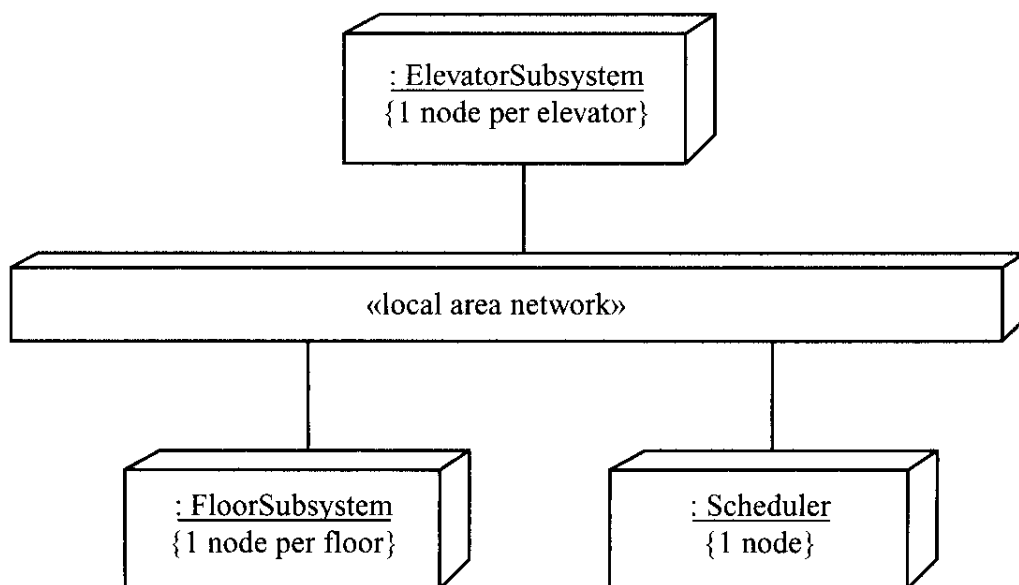 : ElevatorSubsystem
{1 node per elevator}
«local area network»
: FloorSubsystem
{1 node per floor}
: Scheduler
{1 node}